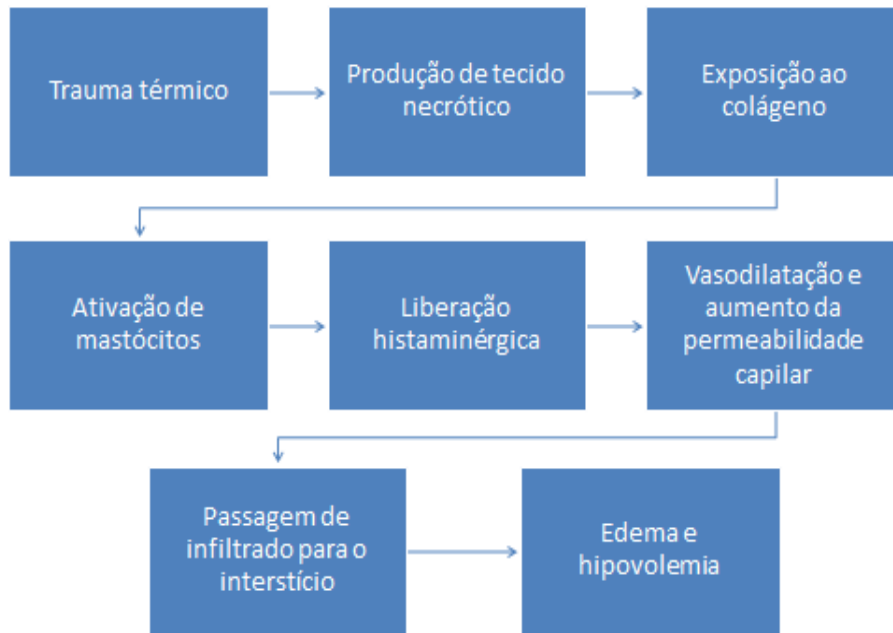 Trauma térmico
Produção de tecido
necrótico
Exposição ao
colágeno
Ativação de
mastócitos
Liberação
histaminérgica
Vasodilatação e
aumento da
permeabilidade
capilar
Passagem de
infiltrado para o
interstício
Edema e
hipovolemia